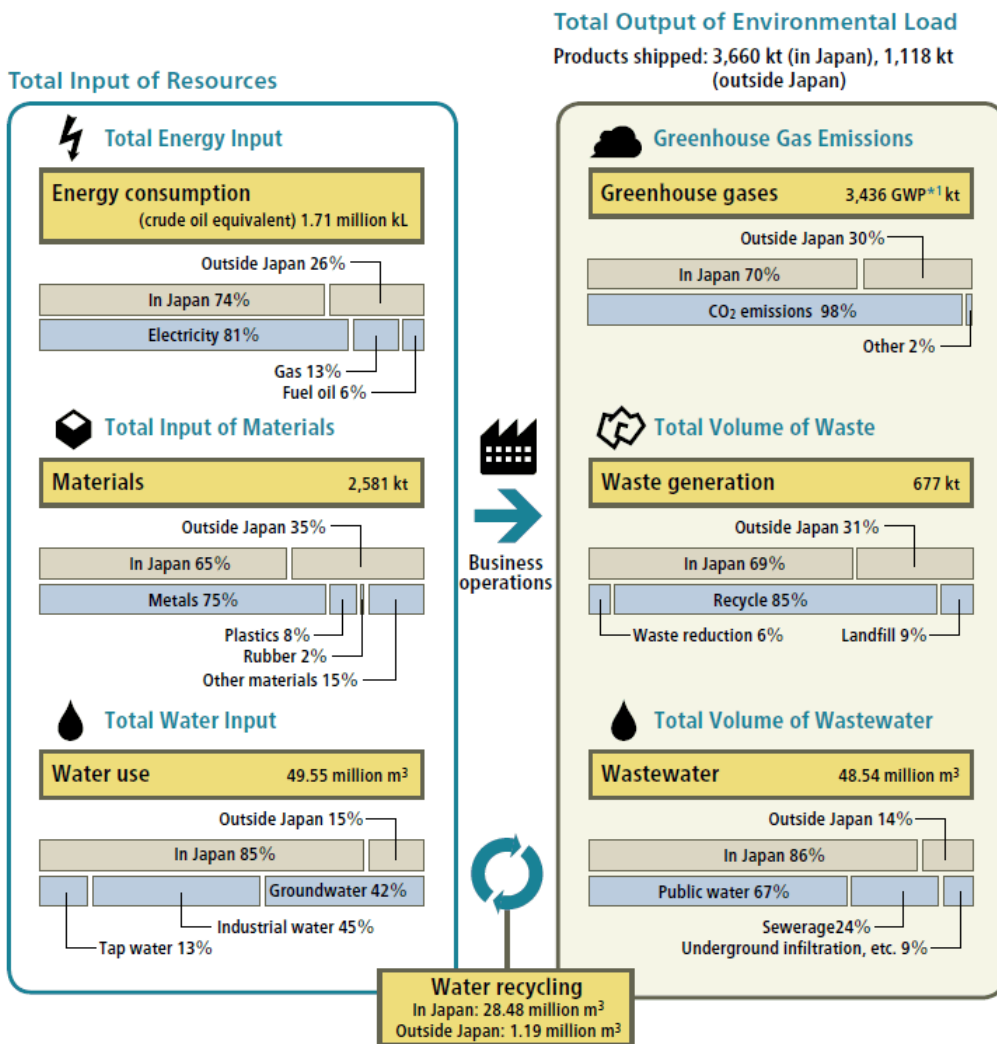 Total Output of Environmental Load
Products shipped: 3,660 kt (in Japan), 1,118 kt
(outside Japan)
Total Input of Resources
Total Energy Input
Energy consumption
(crude oil equivalent) 1.71 million kL
Outside Japan 26%
In Japan 74%
Electricity 81%
Gas 13%
Fuel oil 6%
Total Input of Materials
Materials 2,581 kt
Outside Japan 35%
In Japan 65%
Metals 75%
Plastics 8%
Rubber 2%
Other materials 15%
Total Water Input
Water use 49.55 million m³
Outside Japan 15%
In Japan 85%
Groundwater 42%
Industrial water 45%
Tap water 13%
Business
operations
Water recycling
In Japan: 28.48 million m³
Outside Japan: 1.19 million m³
Greenhouse Gas Emissions
Greenhouse gases 3,436 GWP*1 kt
Outside Japan 30%
In Japan 70%
CO₂ emissions 98%
Other 2%
Total Volume of Waste
Waste generation 677 kt
Outside Japan 31%
In Japan 69%
Recycle 85%
Waste reduction 6% Landfill 9%
Total Volume of Wastewater
Wastewater 48.54 million m³
Outside Japan 14%
In Japan 86%
Public water 67%
Sewerage24%
Underground infiltration, etc. 9%